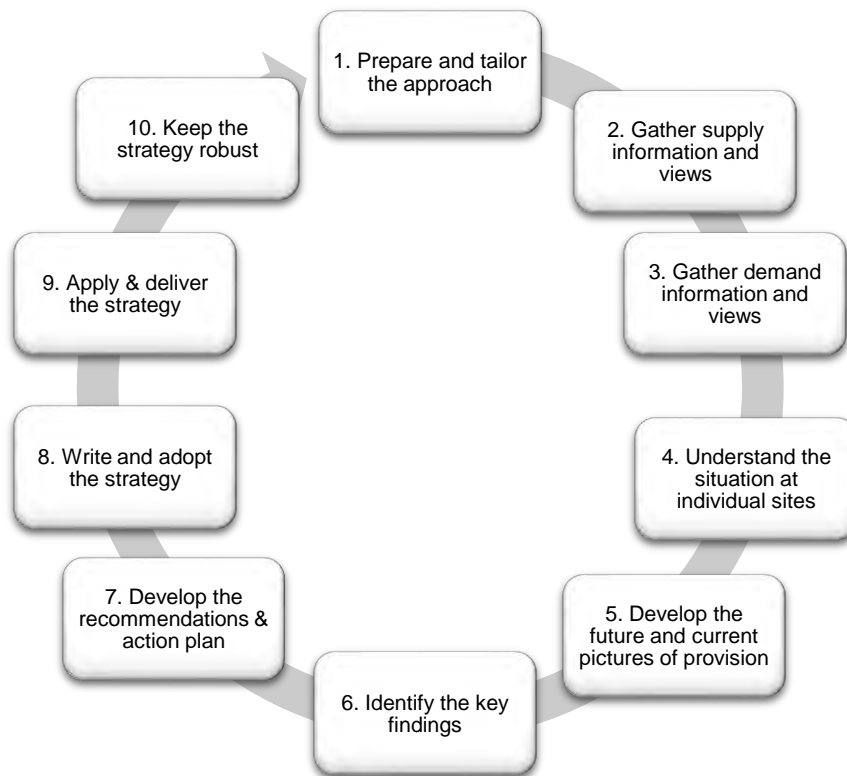 1. Prepare and tailor
the approach
2. Gather supply
information and
views
3. Gather demand
information and
views
4. Understand the
situation at
individual sites
5. Develop the
future and current
pictures of provision
6. Identify the key
findings
7. Develop the
recommendations &
action plan
8. Write and adopt
the strategy
9. Apply & deliver
the strategy
10. Keep the
strategy robust